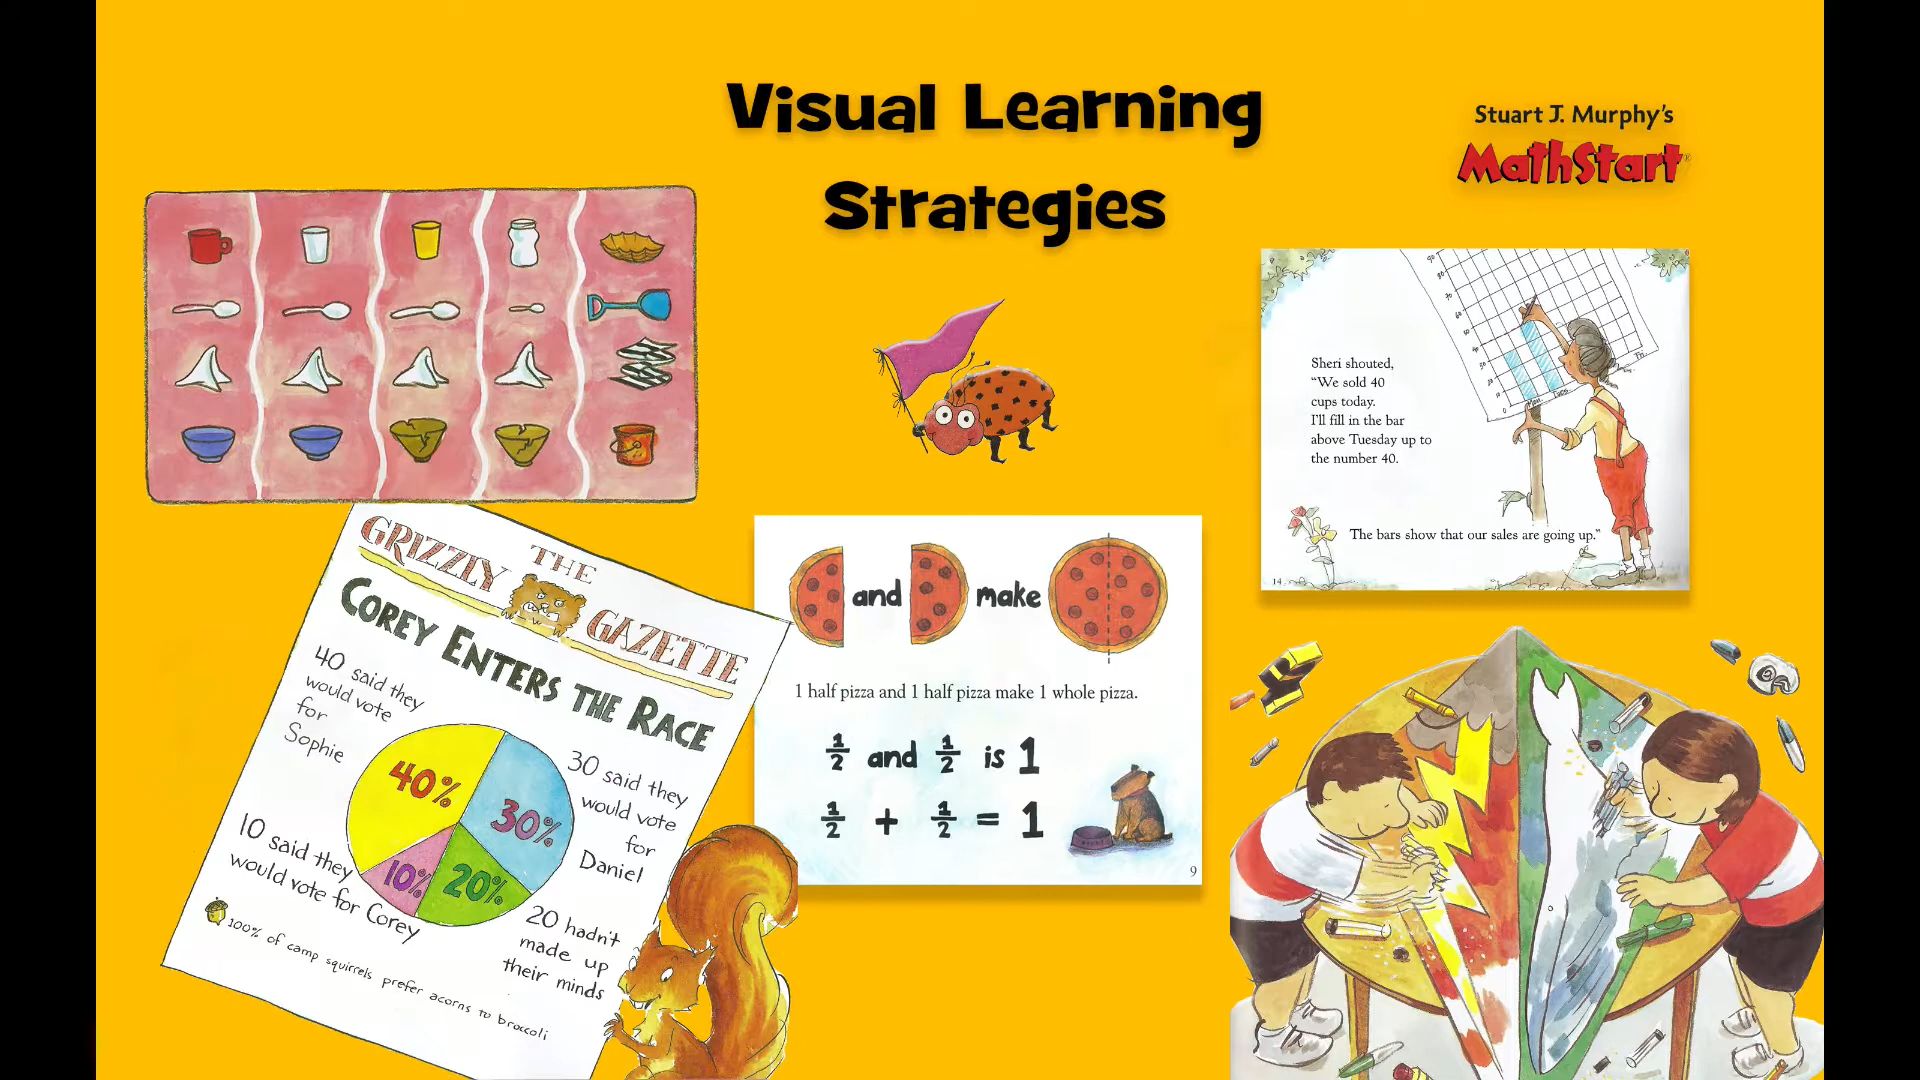 Visual Learning
Strategies
Stuart J. Murphy's
MathStart®
Sheri shouted,
"We sold 40
cups today.
I'll fill in the bar
above Tuesday up to
the number 40.
The bars show that our sales are going up."
14
THE
GRIZZLY GAZETTE
COREY ENTERS THE RACE
40 said they
would vote
for
Sophie
40%
30%
10%
20%
30 said they
would vote
for
Daniel
10 said they
would vote for Corey
20 hadn't
made up
their minds
100% of camp squirrels prefer acorns to broccoli
and make
1 half pizza and 1 half pizza make 1 whole pizza.
1/2 and 1/2 is 1
1/2 + 1/2 = 1
9